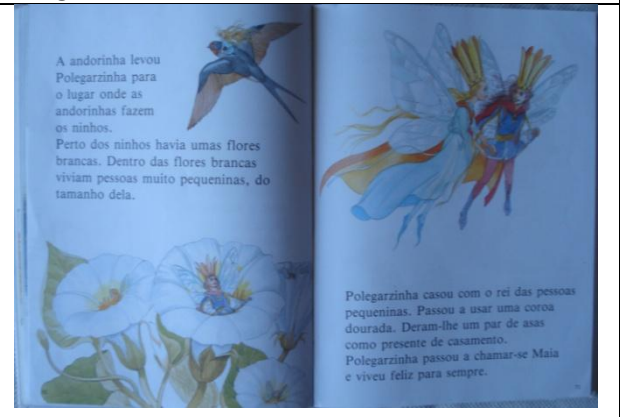 A andorinha levou
Polegarzinha para
o lugar onde as
andorinhas fazem
os ninhos.
Perto dos ninhos havia umas flores
brancas. Dentro das flores brancas
viviam pessoas muito pequeninas, do
tamanho dela.
Polegarzinha casou com o rei das pessoas
pequeninas. Passou a usar uma coroa
dourada. Deram-lhe um par de asas
como presente de casamento.
Polegarzinha passou a chamar-se Maia
e viveu feliz para sempre.